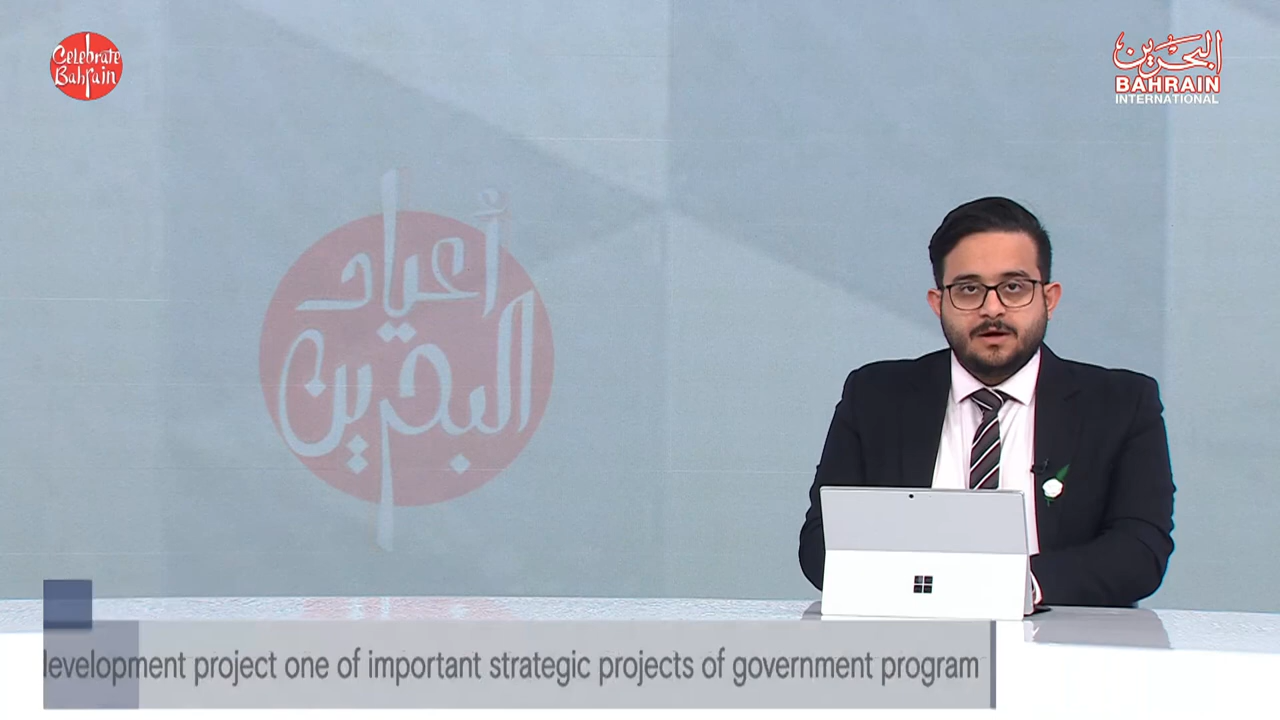 Celebrate
Bahrain
البحرين
BAHRAIN
INTERNATIONAL
أعياد
البحرين
development project one of important strategic projects of government program